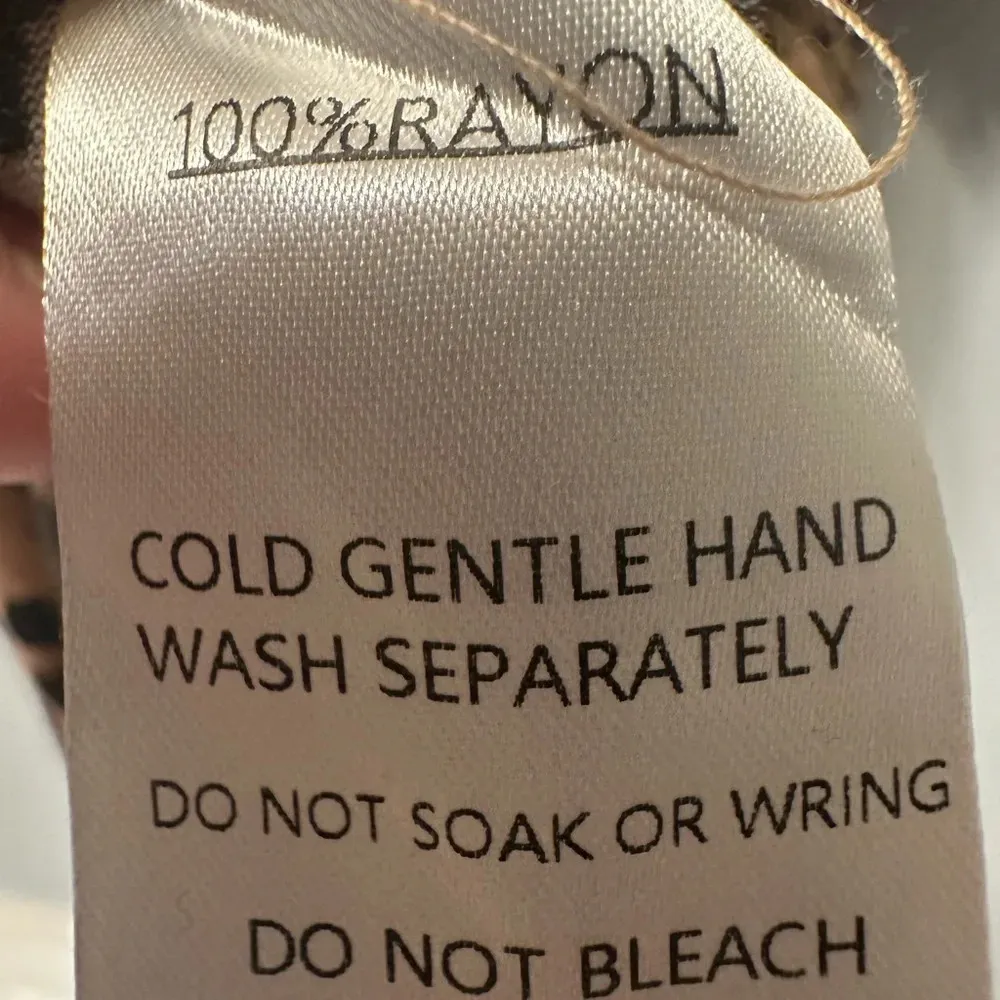 100%RAYON
COLD GENTLE HAND
WASH SEPARATELY
DO NOT SOAK OR WRING
DO NOT BLEACH